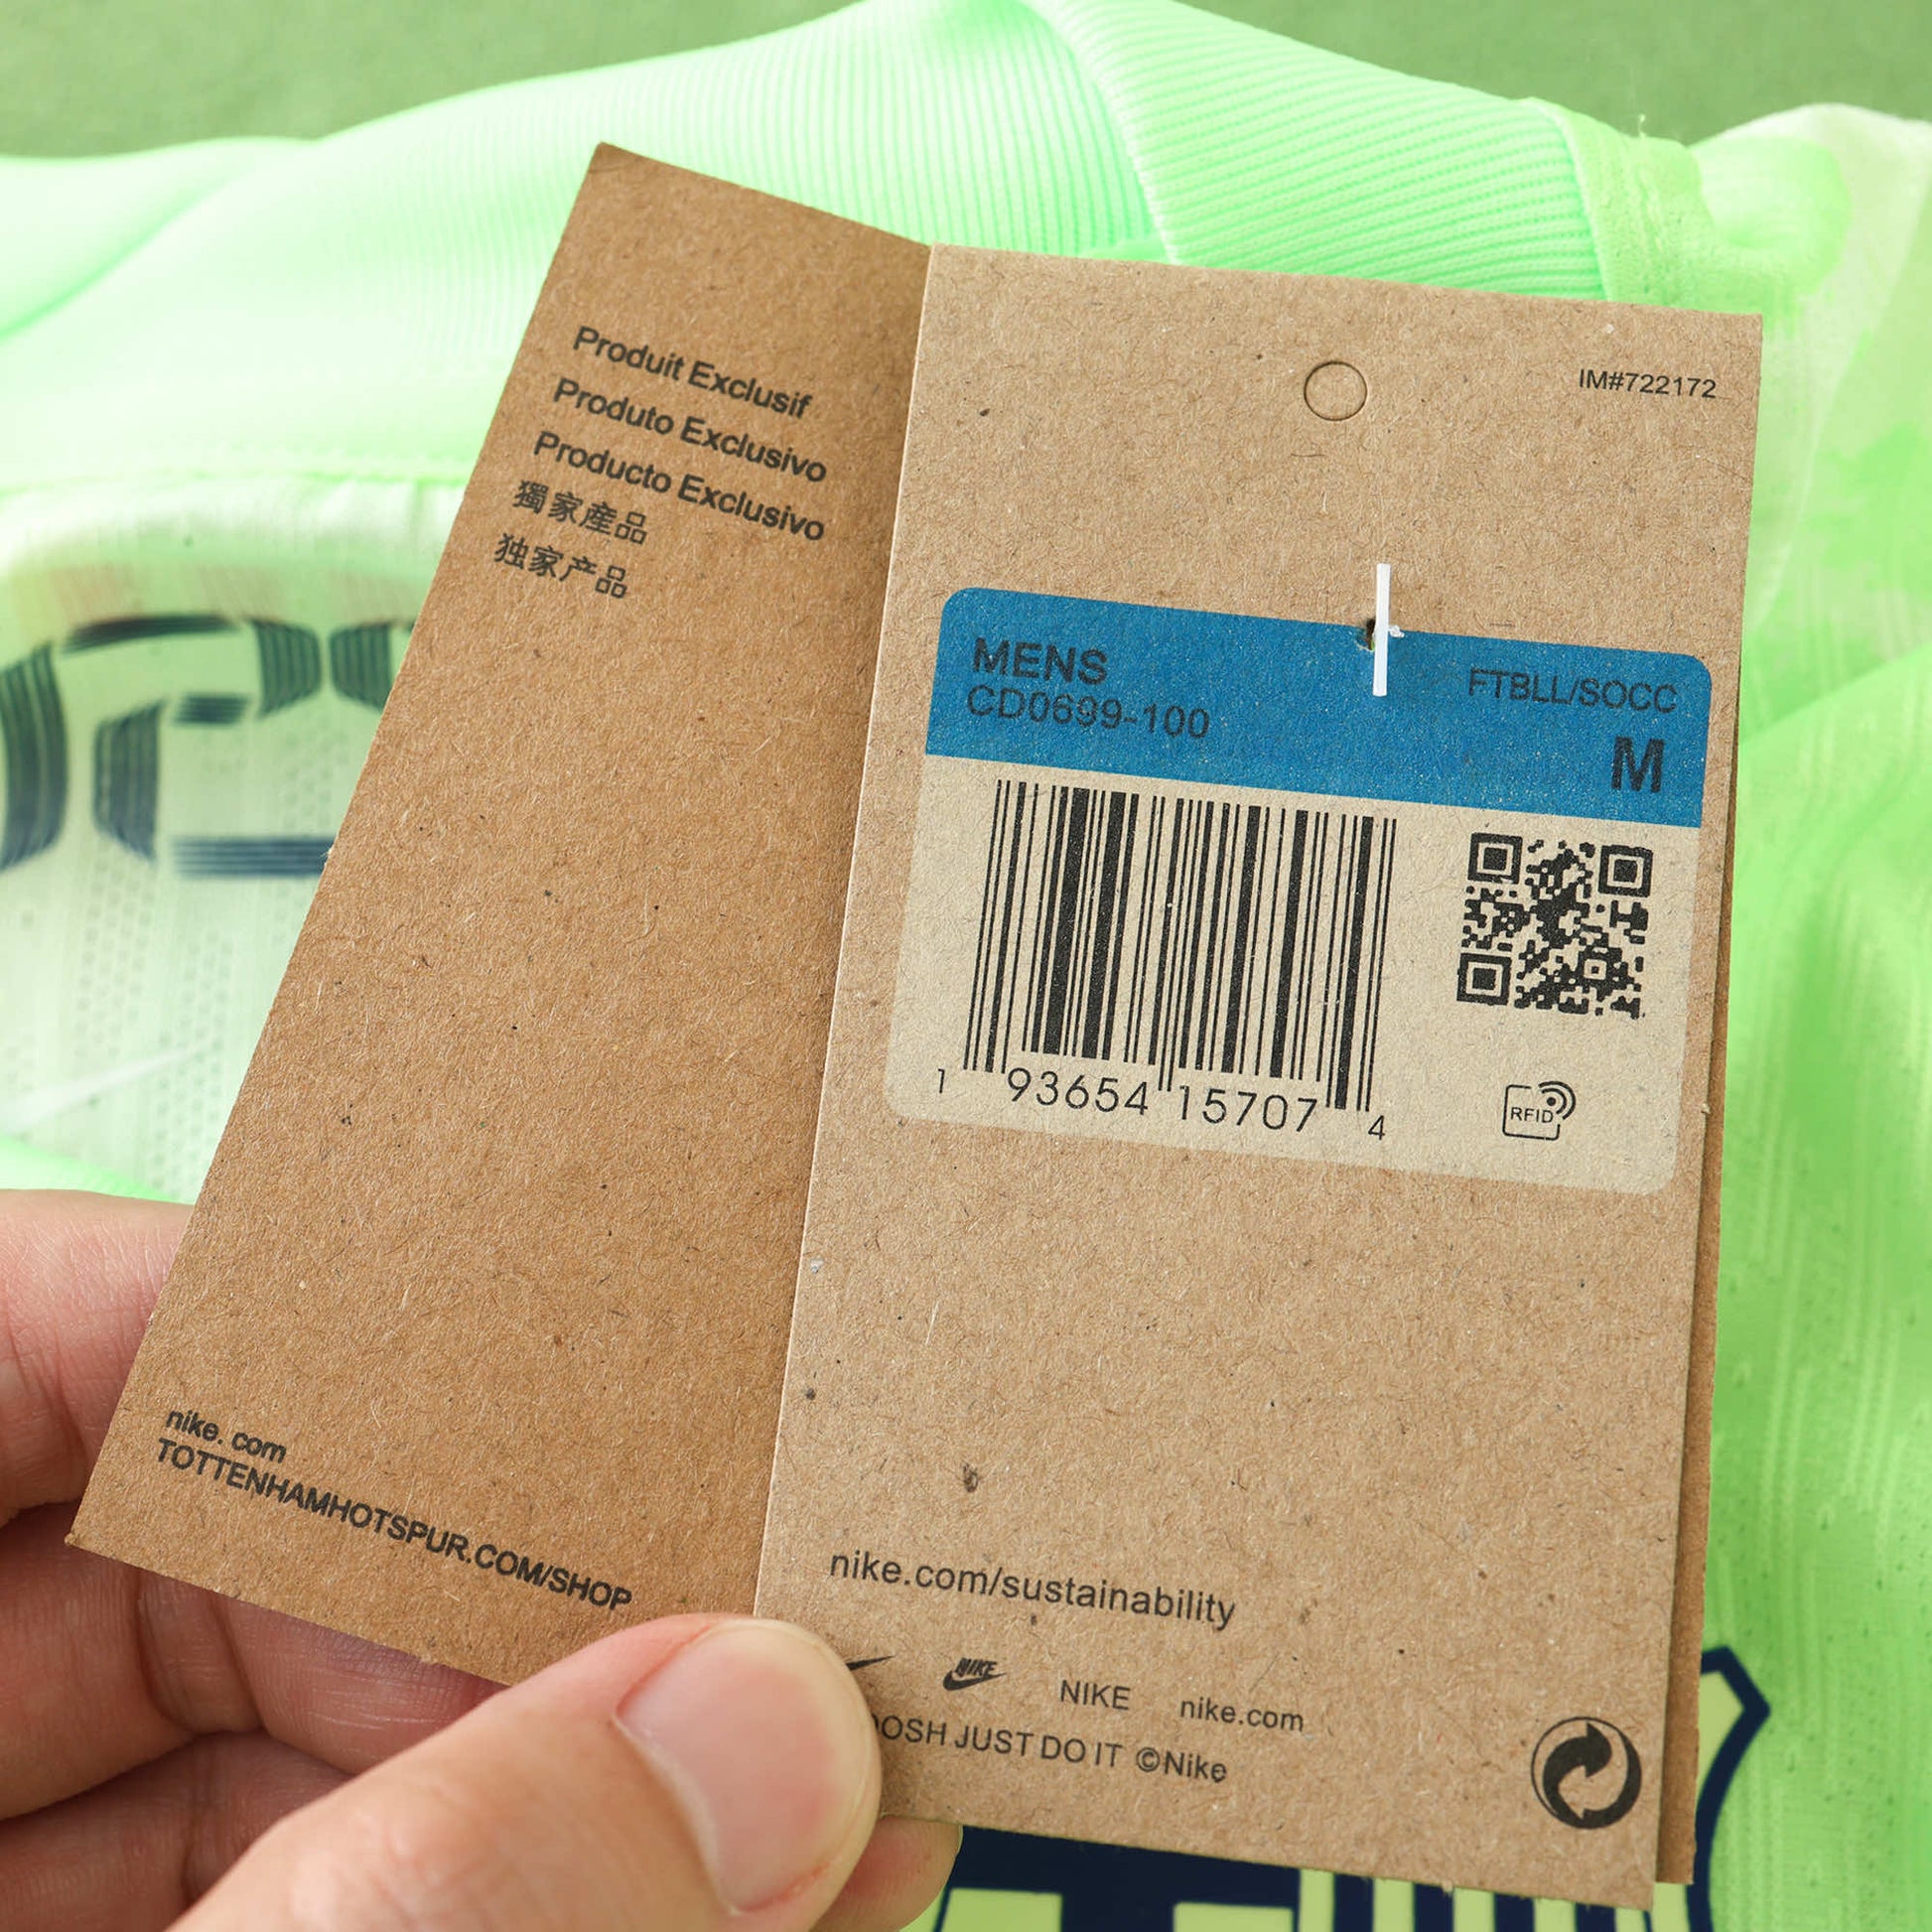 Produit Exclusif
Produto Exclusivo
Producto Exclusivo
獨家產品
独家产品
nike. com
TOTTENHAMHOTSPUR.COM/SHOP
IM#722172
MENS
FTBLL/SOCC
CD0699-100
M
1 93654 15707 4
RFID
nike.com/sustainability
NIKE NIKE nike.com
OSH JUST DO IT ©Nike